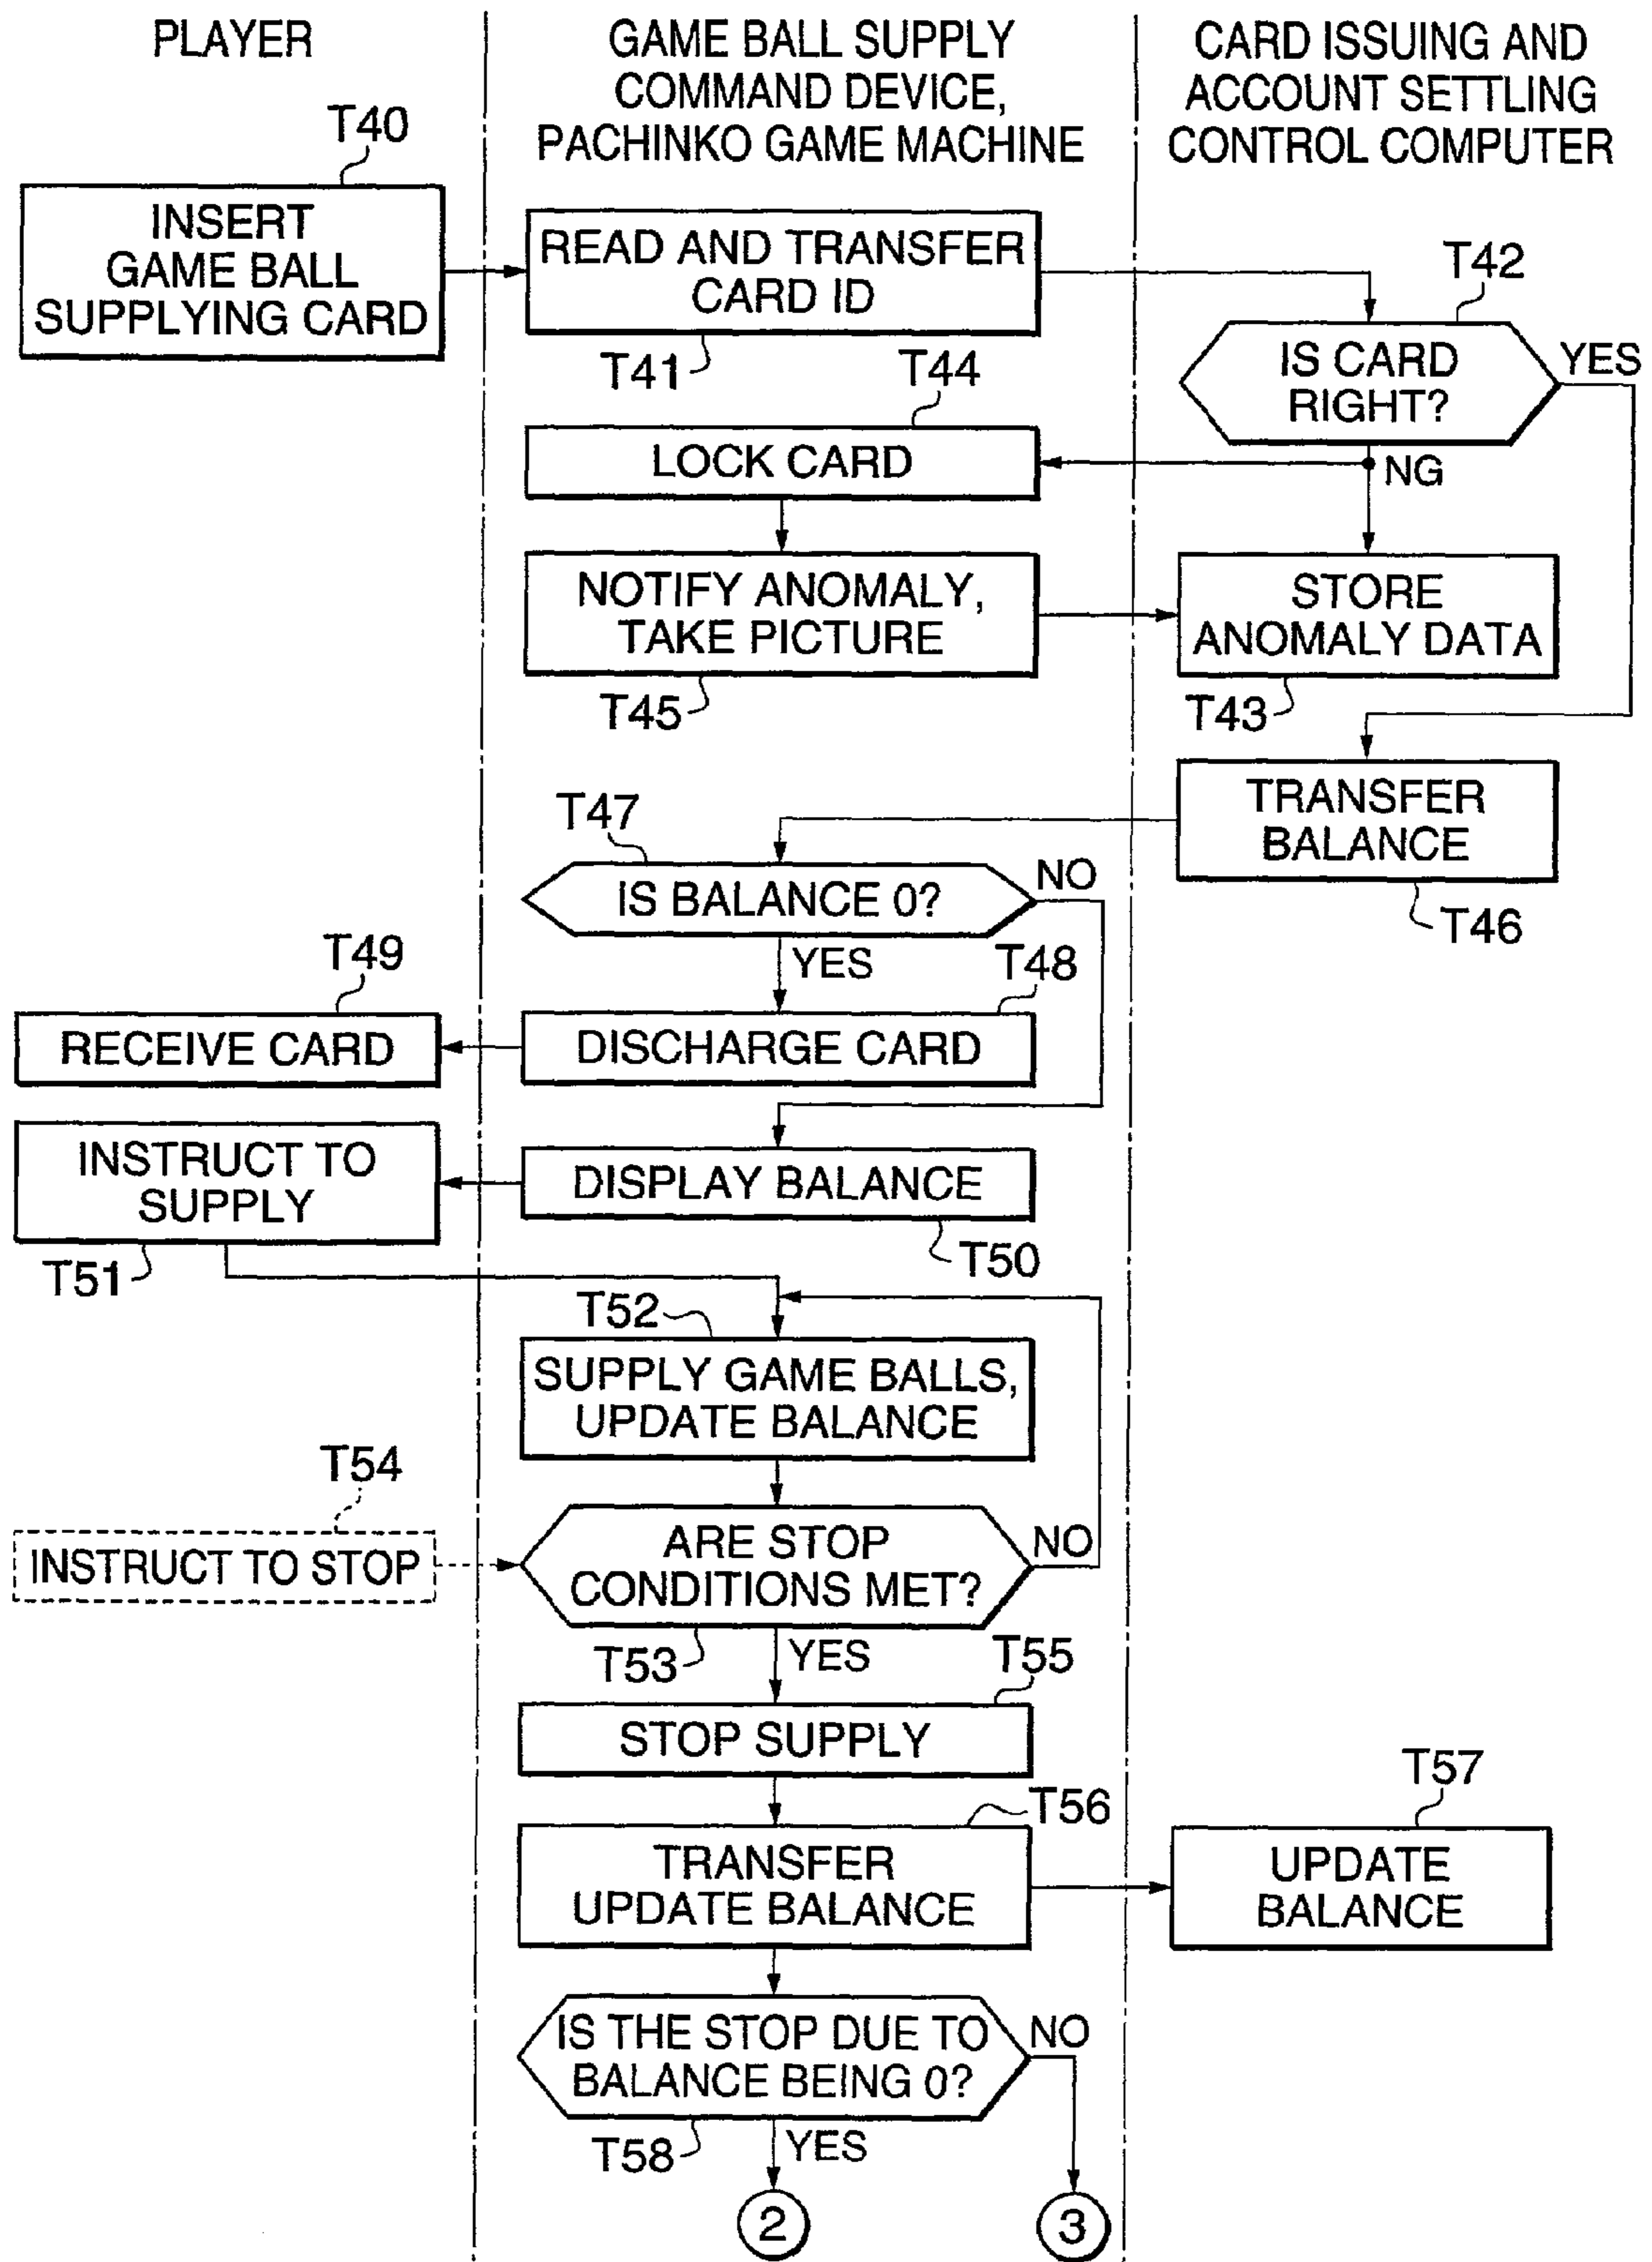 PLAYER
GAME BALL SUPPLY
COMMAND DEVICE,
PACHINKO GAME MACHINE
CARD ISSUING AND
ACCOUNT SETTLING
CONTROL COMPUTER
T40
INSERT
GAME BALL
SUPPLYING CARD
READ AND TRANSFER
CARD ID
T41
T42
IS CARD
RIGHT?
YES
NG
T44
LOCK CARD
NOTIFY ANOMALY,
TAKE PICTURE
T45
STORE
ANOMALY DATA
T43
TRANSFER
BALANCE
T46
T47
IS BALANCE 0?
NO
YES
T48
DISCHARGE CARD
T49
RECEIVE CARD
DISPLAY BALANCE
T50
INSTRUCT TO
SUPPLY
T51
T52
SUPPLY GAME BALLS,
UPDATE BALANCE
T54
INSTRUCT TO STOP
ARE STOP
CONDITIONS MET?
NO
T53
YES
T55
STOP SUPPLY
T56
TRANSFER
UPDATE BALANCE
T57
UPDATE
BALANCE
IS THE STOP DUE TO
BALANCE BEING 0?
NO
T58
YES
2
3